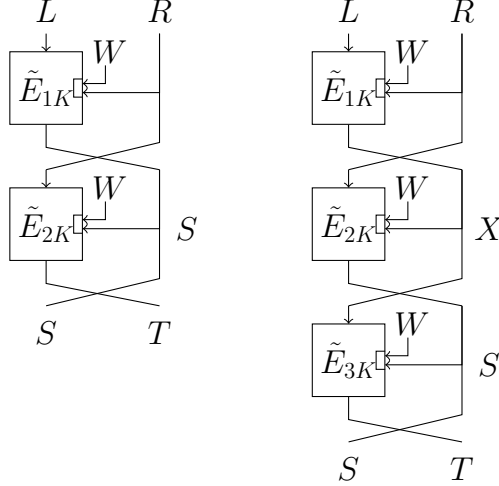 L R L R
W W
Ẽ1K Ẽ1K
W W
Ẽ2K S Ẽ2K X
S T W
Ẽ3K S
S T